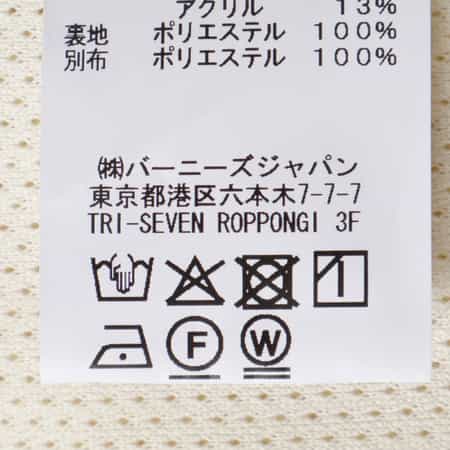 アクリル 13%
裏地 ポリエステル 100%
別布 ポリエステル 100%
㈱バーニーズジャパン
東京都港区六本木7-7-7
TRI-SEVEN ROPPONGI 3F
F W